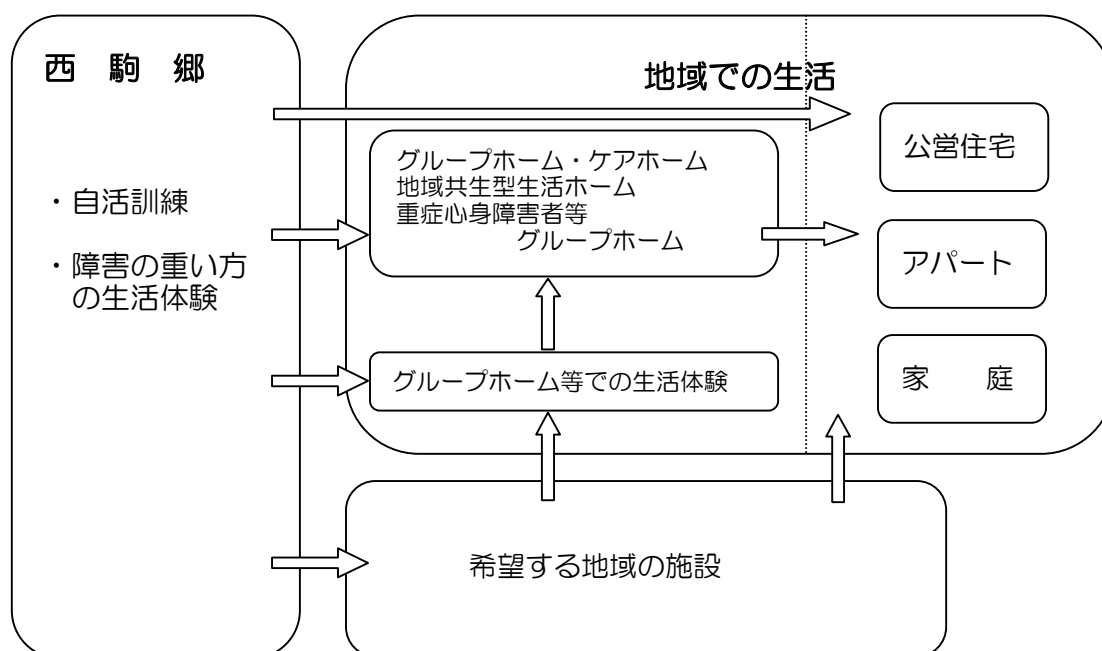 西　駒　郷
・自活訓練
・障害の重い方
の生活体験
地域での生活
グループホーム・ケアホーム
地域共生型生活ホーム
重症心身障害者等
グループホーム
グループホーム等での生活体験
希望する地域の施設
公営住宅
アパート
家　　庭